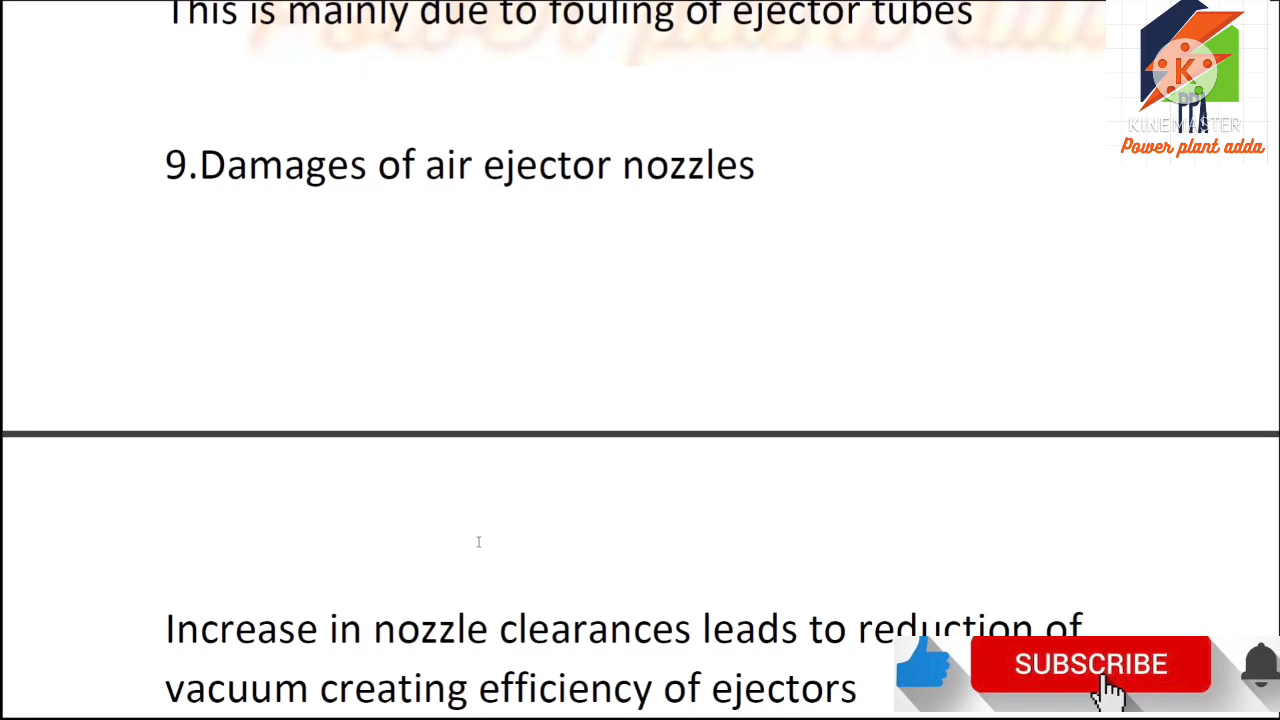 This is mainly due to fouling of ejector tubes
K
KINEMASTER
Power plant adda
9.Damages of air ejector nozzles
Increase in nozzle clearances leads to reduction of
vacuum creating efficiency of ejectors
SUBSCRIBE